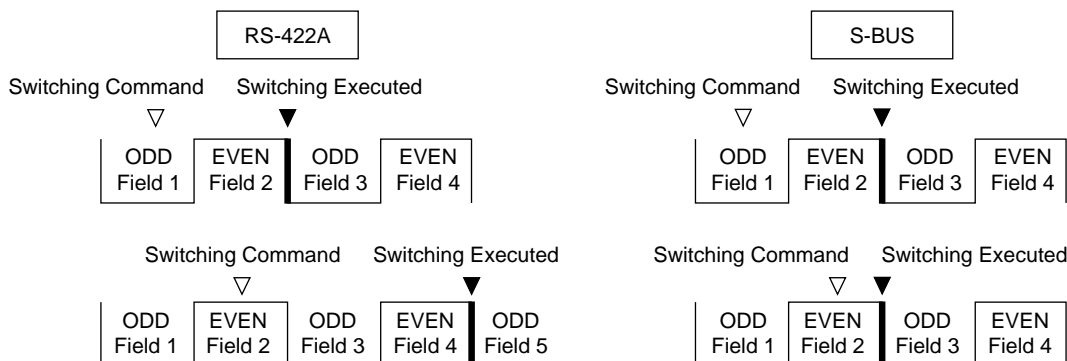 RS-422A
Switching Command Switching Executed
ODD EVEN ODD EVEN
Field 1 Field 2 Field 3 Field 4
Switching Command Switching Executed
ODD EVEN ODD EVEN ODD
Field 1 Field 2 Field 3 Field 4 Field 5
S-BUS
Switching Command Switching Executed
ODD EVEN ODD EVEN
Field 1 Field 2 Field 3 Field 4
Switching Command Switching Executed
ODD EVEN ODD EVEN
Field 1 Field 2 Field 3 Field 4